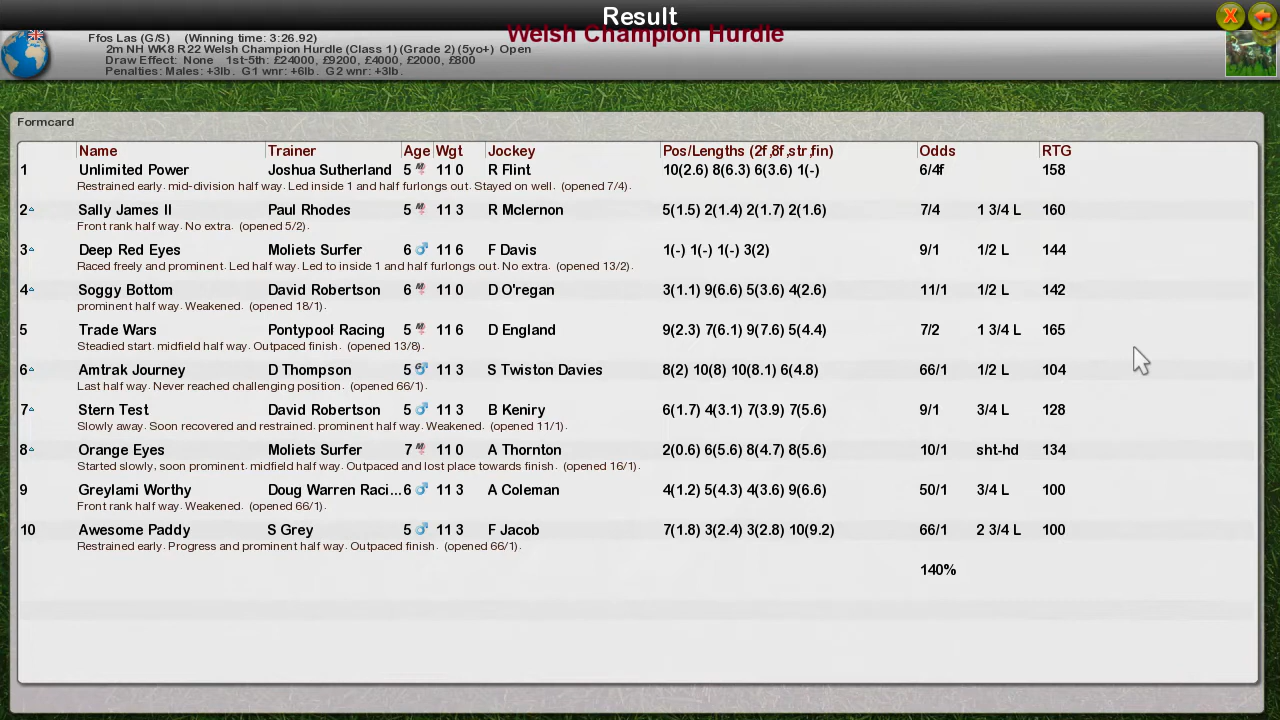 Result
Welsh Champion Hurdle
Ffos Las (G/S) (Winning time: 3:26.92)
2m NH WK8 R22 Welsh Champion Hurdle (Class 1) (Grade 2) (5yo+) Open
Draw Effect: None 1st-5th: £24000, £9200, £4000, £2000, £800
Penalties: Males: +3lb. G1 wnr: +6lb. G2 wnr: +3lb.
Formcard
Name Trainer Age Wgt Jockey Pos/Lengths (2f,8f,str,fin) Odds RTG
1 Unlimited Power Joshua Sutherland 5 11 0 R Flint 10(2.6) 8(6.3) 6(3.6) 1(-) 6/4f 158
Restrained early. mid-division half way. Led inside 1 and half furlongs out. Stayed on well. (opened 7/4).
2 Sally James II Paul Rhodes 5 11 3 R Mclernon 5(1.5) 2(1.4) 2(1.7) 2(1.6) 7/4 1 3/4 L 160
Front rank half way. No extra. (opened 5/2).
3 Deep Red Eyes Moliets Surfer 6 11 6 F Davis 1(-) 1(-) 1(-) 3(2) 9/1 1/2 L 144
Raced freely and prominent. Led half way. Led to inside 1 and half furlongs out. No extra. (opened 13/2).
4 Soggy Bottom David Robertson 6 11 0 D O'regan 3(1.1) 9(6.6) 5(3.6) 4(2.6) 11/1 1/2 L 142
prominent half way. Weakened. (opened 18/1).
5 Trade Wars Pontypool Racing 5 11 6 D England 9(2.3) 7(6.1) 9(7.6) 5(4.4) 7/2 1 3/4 L 165
Steadied start. midfield half way. Outpaced finish. (opened 13/8).
6 Amtrak Journey D Thompson 5 11 3 S Twiston Davies 8(2) 10(8) 10(8.1) 6(4.8) 66/1 1/2 L 104
Last half way. Never reached challenging position. (opened 66/1).
7 Stern Test David Robertson 5 11 3 B Keniry 6(1.7) 4(3.1) 7(3.9) 7(5.6) 9/1 3/4 L 128
Slowly away. Soon recovered and restrained. prominent half way. Weakened. (opened 11/1).
8 Orange Eyes Moliets Surfer 7 11 0 A Thornton 2(0.6) 6(5.6) 8(4.7) 8(5.6) 10/1 sht-hd 134
Started slowly, soon prominent. midfield half way. Outpaced and lost place towards finish. (opened 16/1).
9 Greylami Worthy Doug Warren Raci... 6 11 3 A Coleman 4(1.2) 5(4.3) 4(3.6) 9(6.6) 50/1 3/4 L 100
Front rank half way. Weakened. (opened 66/1).
10 Awesome Paddy S Grey 5 11 3 F Jacob 7(1.8) 3(2.4) 3(2.8) 10(9.2) 66/1 2 3/4 L 100
Restrained early. Progress and prominent half way. Outpaced finish. (opened 66/1).
140%